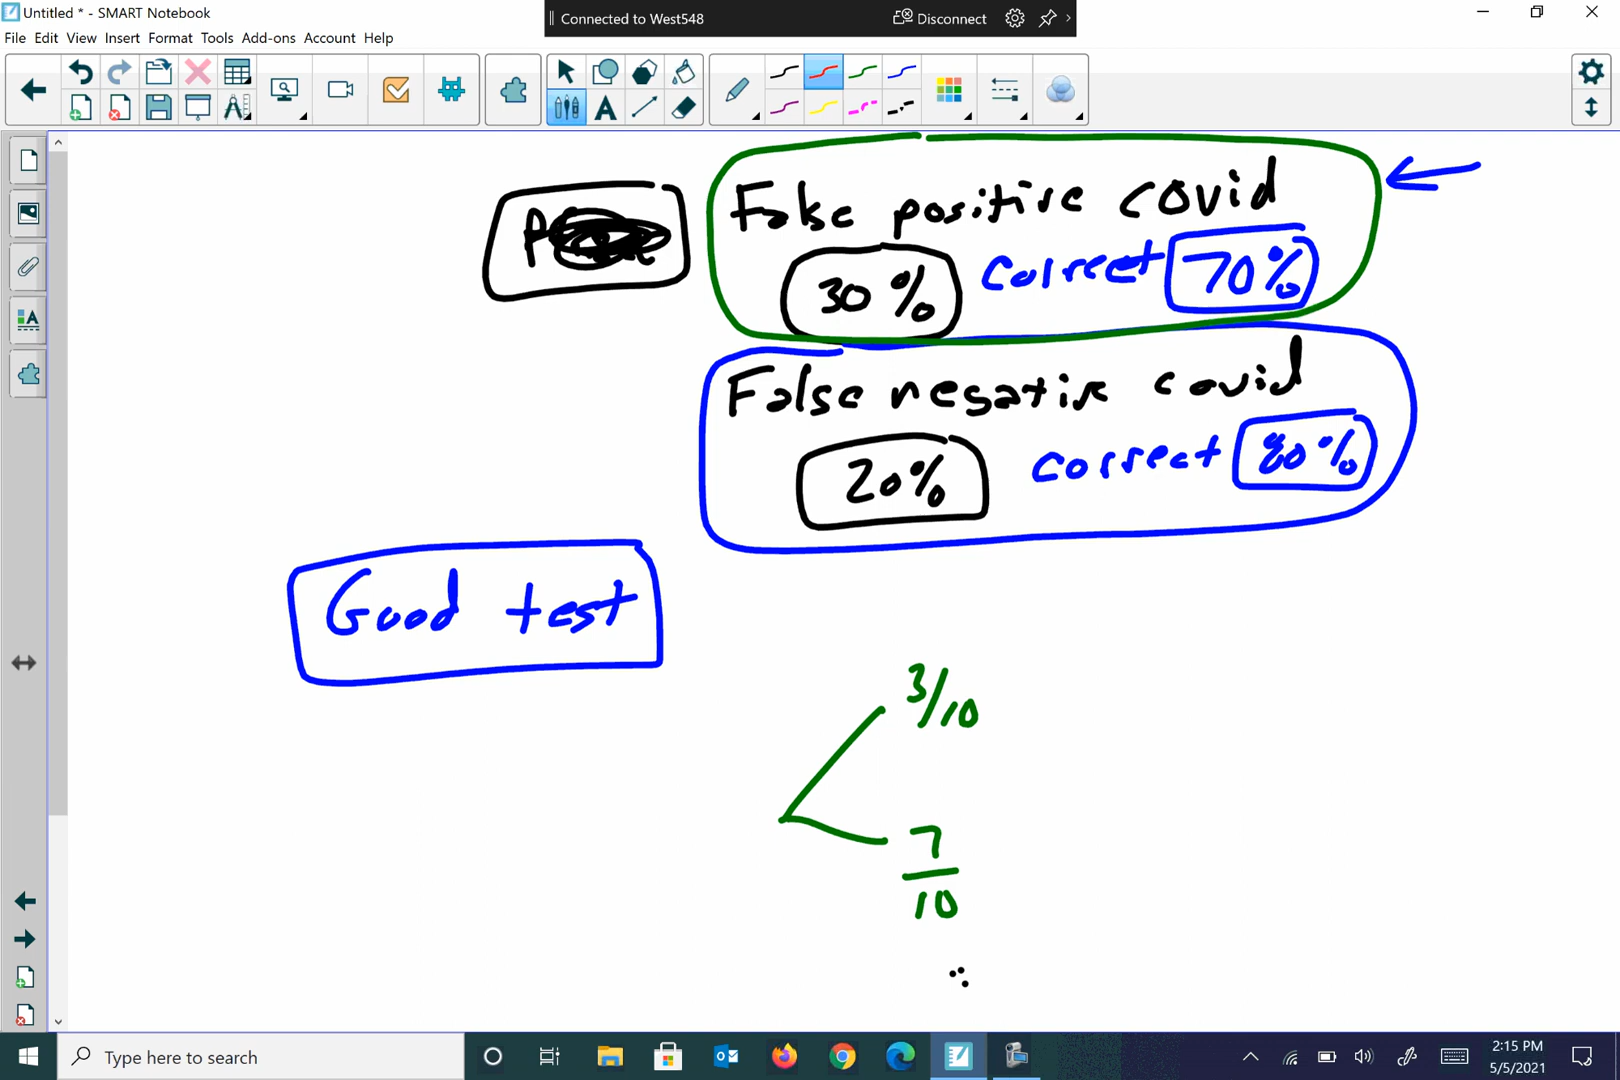 Untitled * - SMART Notebook
Connected to West548
Disconnect
File Edit View Insert Format Tools Add-ons Account Help
False positive covid
30% correct 70%
False negative covid
20% correct 80%
Good test
3/10
7
10
Type here to search
2:15 PM
5/5/2021